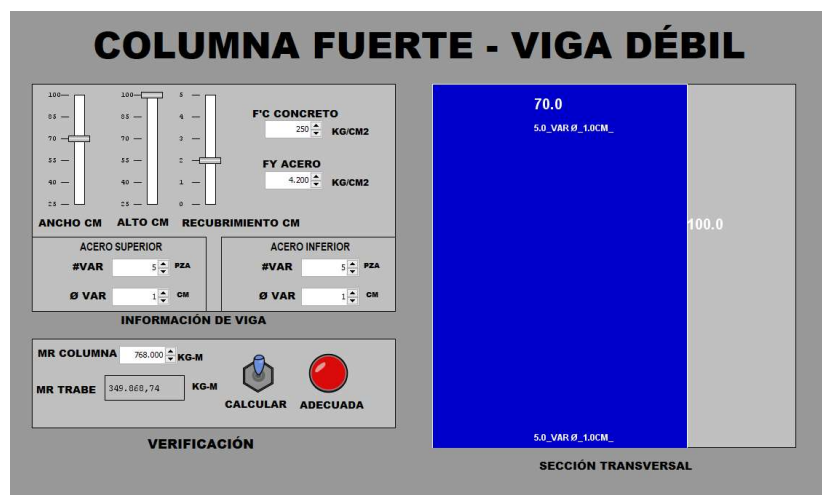 COLUMNA FUERTE - VIGA DÉBIL
100
85
70
55
40
25
100
85
70
55
40
25
5
4
3
2
1
0
ANCHO CM
ALTO CM
RECUBRIMIENTO CM
F'C CONCRETO
250 KG/CM2
FY ACERO
4.200 KG/CM2
ACERO SUPERIOR
#VAR 5 PZA
Ø VAR 1 CM
ACERO INFERIOR
#VAR 5 PZA
Ø VAR 1 CM
INFORMACIÓN DE VIGA
MR COLUMNA 768.000 KG-M
MR TRABE 349.868,74 KG-M
CALCULAR
ADECUADA
VERIFICACIÓN
70.0
5.0_VAR Ø_1.0CM_
100.0
5.0_VAR Ø_1.0CM_
SECCIÓN TRANSVERSAL